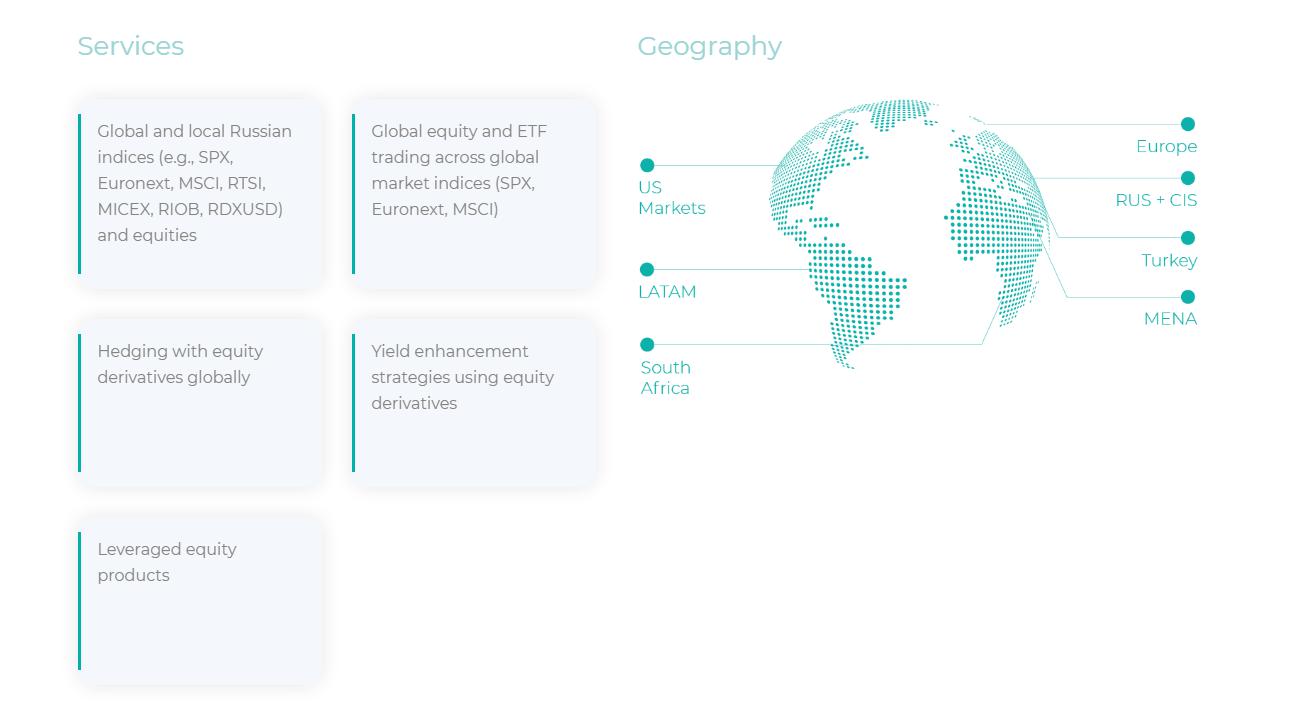 Services
Global and local Russian
indices (e.g., SPX,
Euronext, MSCI, RTSI,
MICEX, RIOB, RDXUSD)
and equities
Global equity and ETF
trading across global
market indices (SPX,
Euronext, MSCI)
Hedging with equity
derivatives globally
Yield enhancement
strategies using equity
derivatives
Leveraged equity
products
Geography
US
Markets
LATAM
South
Africa
Europe
RUS + CIS
Turkey
MENA